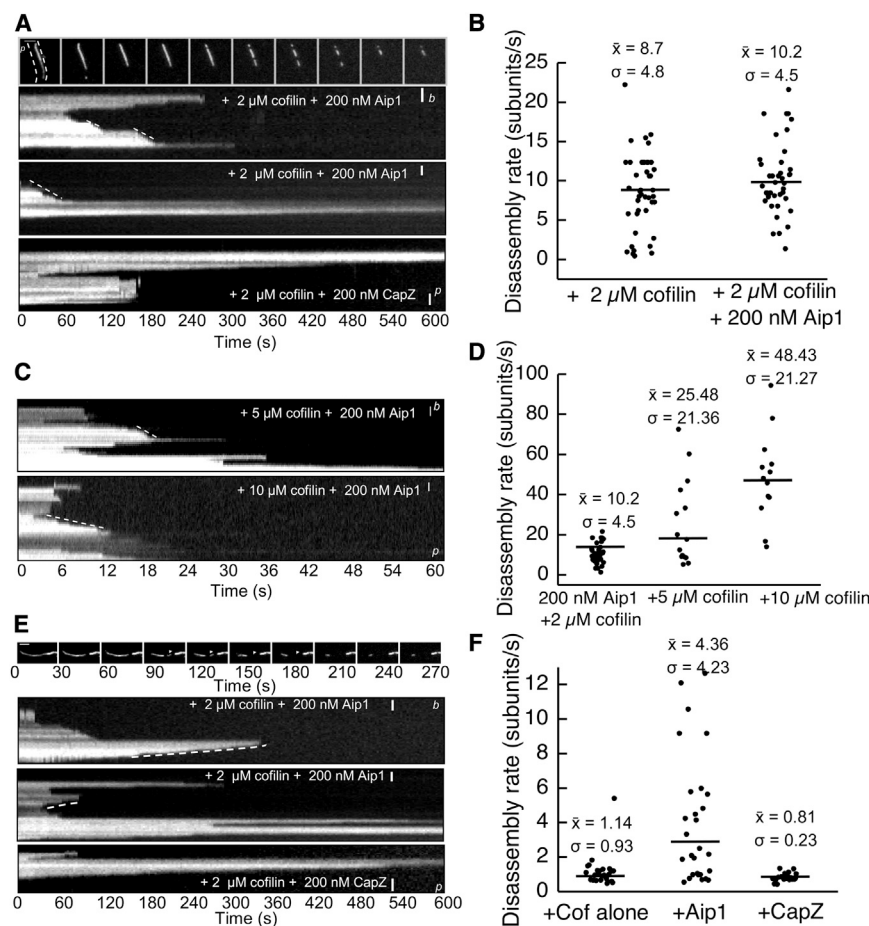 A
p
+ 2 µM cofilin + 200 nM Aip1
b
+ 2 µM cofilin + 200 nM Aip1
+ 2 µM cofilin + 200 nM CapZ
p
0 60 120 180 240 300 360 420 480 540 600
Time (s)
B
Disassembly rate (subunits/s)
25
20
15
10
5
0
x̄ = 8.7
σ = 4.8
x̄ = 10.2
σ = 4.5
+ 2 µM cofilin
+ 2 µM cofilin
+ 200 nM Aip1
C
+ 5 µM cofilin + 200 nM Aip1
b
+ 10 µM cofilin + 200 nM Aip1
p
0 6 12 18 24 30 36 42 48 54 60
Time (s)
D
Disassembly rate (subunits/s)
100
80
60
40
20
0
x̄ = 10.2
σ = 4.5
x̄ = 25.48
σ = 21.36
x̄ = 48.43
σ = 21.27
200 nM Aip1
+2 µM cofilin
+5 µM cofilin
+10 µM cofilin
E
0 30 60 90 120 150 180 210 240 270
Time (s)
+ 2 µM cofilin + 200 nM Aip1
b
+ 2 µM cofilin + 200 nM Aip1
+ 2 µM cofilin + 200 nM CapZ
p
0 60 120 180 240 300 360 420 480 540 600
Time (s)
F
Disassembly rate (subunits/s)
12
10
8
6
4
2
0
x̄ = 1.14
σ = 0.93
x̄ = 4.36
σ = 4.23
x̄ = 0.81
σ = 0.23
+Cof alone
+Aip1
+CapZ